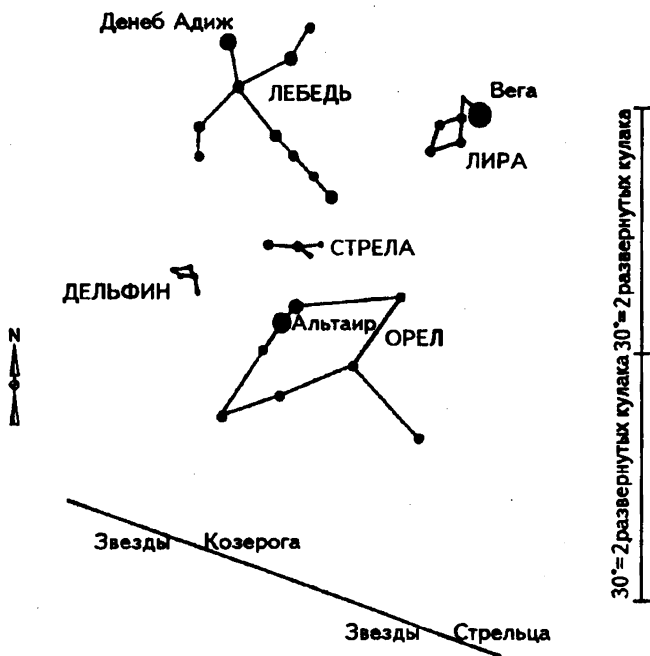 Денеб Адиж
ЛЕБЕДЬ
Вега
ЛИРА
СТРЕЛА
ДЕЛЬФИН
Альтаир
ОРЕЛ
N
30°=2развернутых кулака
30°=2развернутых кулака
Звезды Козерога
Звезды Стрельца